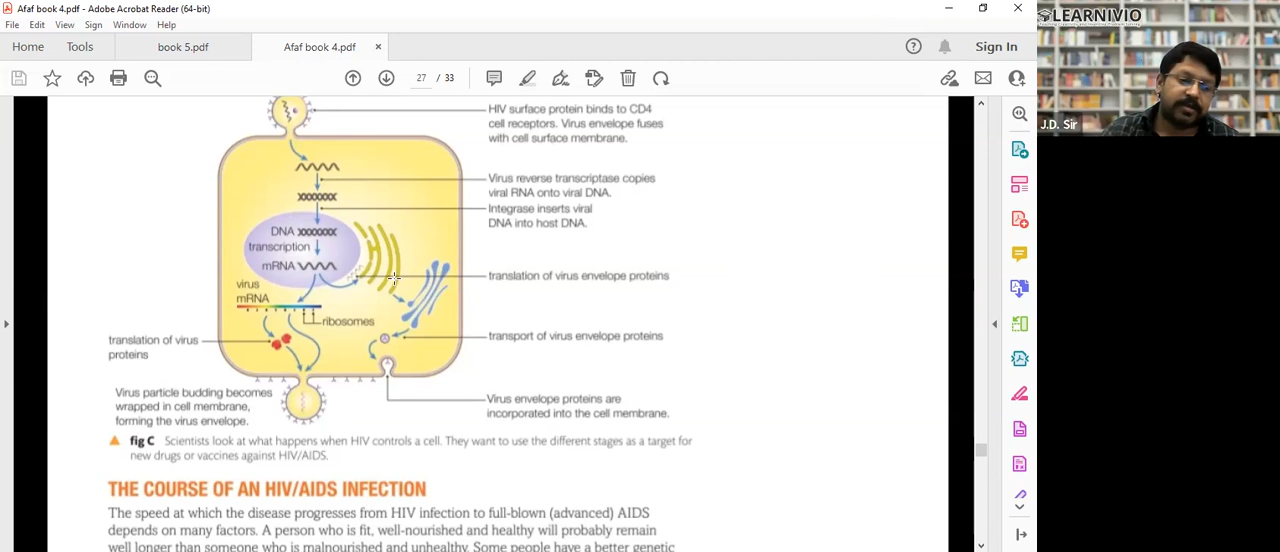 Afaf book 4.pdf - Adobe Acrobat Reader (64-bit)
File Edit View Sign Window Help
Home Tools book 5.pdf Afaf book 4.pdf × Sign In
27 / 33
LEARNIVIO
J.D. Sir
HIV surface protein binds to CD4
cell receptors. Virus envelope fuses
with cell surface membrane.
Virus reverse transcriptase copies
viral RNA onto viral DNA.
Integrase inserts viral
DNA into host DNA.
DNA
transcription
mRNA
translation of virus envelope proteins
virus
mRNA
ribosomes
translation of virus
proteins
transport of virus envelope proteins
Virus particle budding becomes
wrapped in cell membrane,
forming the virus envelope.
Virus envelope proteins are
incorporated into the cell membrane.
fig C Scientists look at what happens when HIV controls a cell. They want to use the different stages as a target for
new drugs or vaccines against HIV/AIDS.
THE COURSE OF AN HIV/AIDS INFECTION
The speed at which the disease progresses from HIV infection to full-blown (advanced) AIDS
depends on many factors. A person who is fit, well-nourished and healthy will probably remain
well longer than someone who is malnourished and unhealthy. Some people have a better genetic